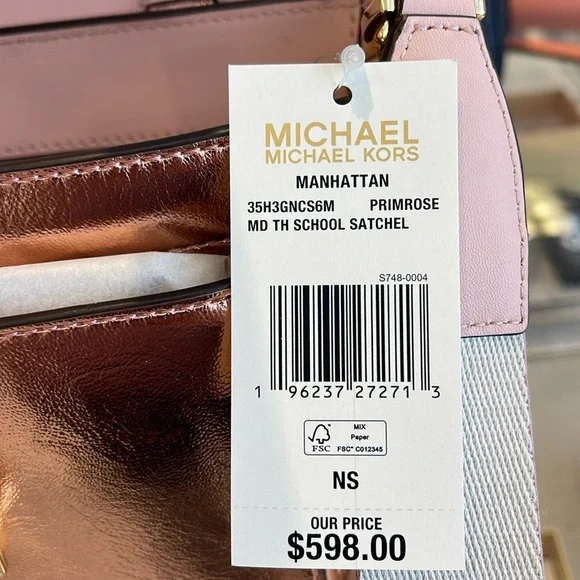 MICHAEL
MICHAEL KORS
MANHATTAN
35H3GNCS6M PRIMROSE
MD TH SCHOOL SATCHEL
S748-0004
1 96237 27271 3
FSC
MIX
Paper
FSC™ C012345
NS
OUR PRICE
$598.00